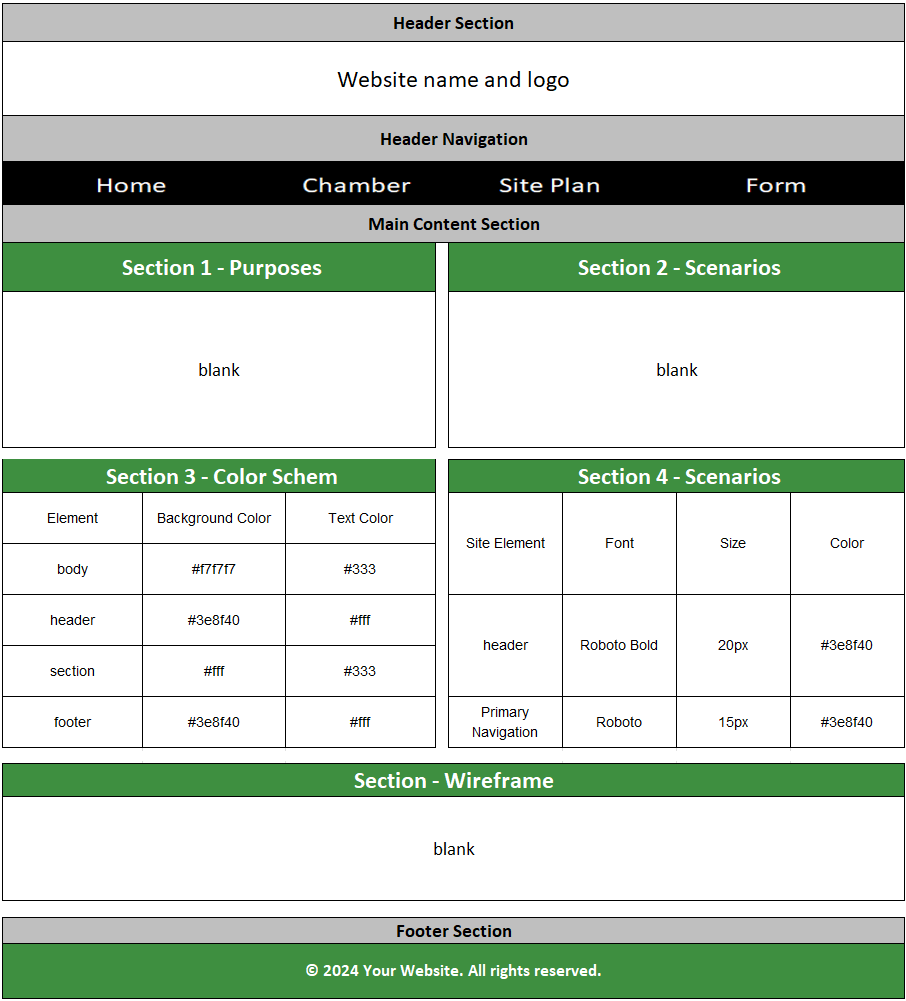 Header Section
Website name and logo
Header Navigation
Home Chamber Site Plan Form
Main Content Section
Section 1 - Purposes
blank
Section 2 - Scenarios
blank
Section 3 - Color Schem
Element Background Color Text Color
body #f7f7f7 #333
header #3e8f40 #fff
section #fff #333
footer #3e8f40 #fff
Section 4 - Scenarios
Site Element Font Size Color
header Roboto Bold 20px #3e8f40
Primary
Navigation Roboto 15px #3e8f40
Section - Wireframe
blank
Footer Section
© 2024 Your Website. All rights reserved.